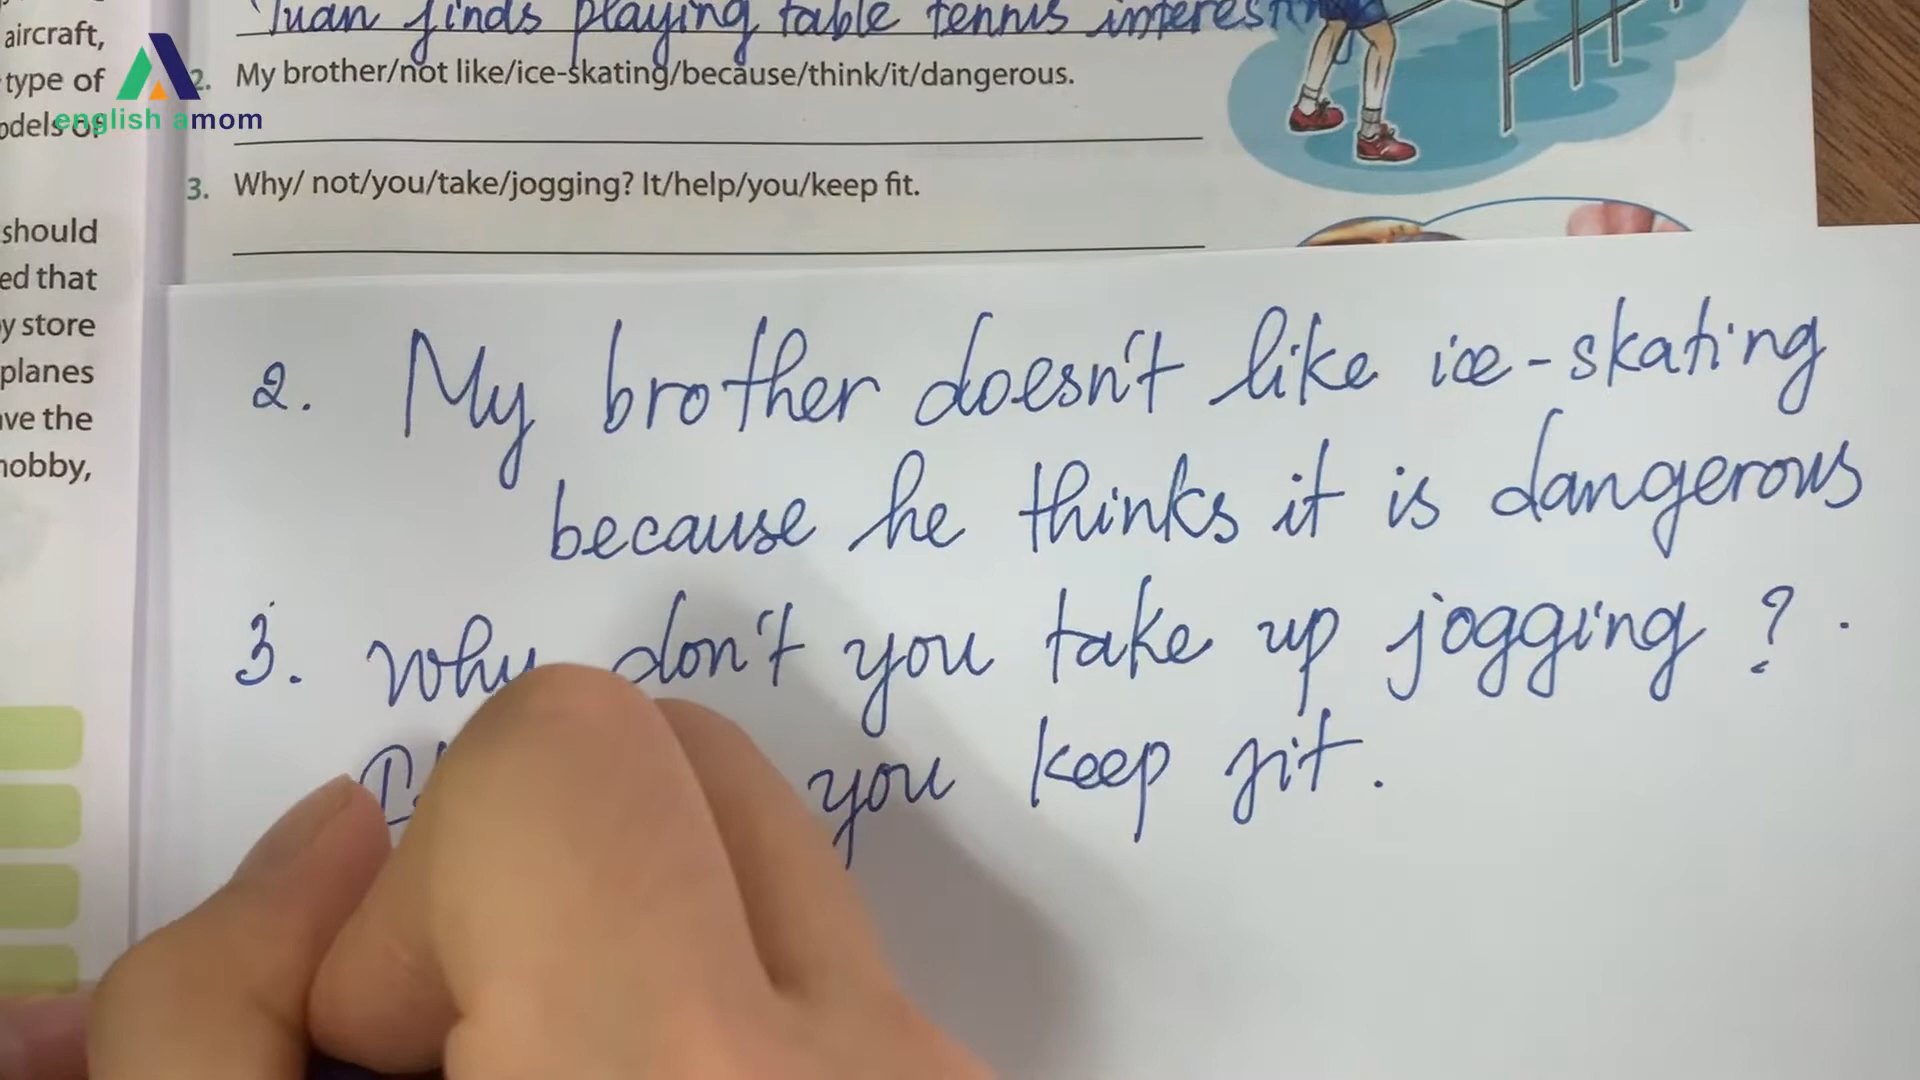 aircraft,
type of
odels of
should
ed that
y store
planes
ave the
hobby,
english amom
Tuan finds playing table tennis interesting
2. My brother/not like/ice-skating/because/think/it/dangerous.
3. Why/ not/you/take/jogging? It/help/you/keep fit.
2. My brother doesn't like ice-skating
because he thinks it is dangerous
3. Why don't you take up jogging ? .
you keep fit.